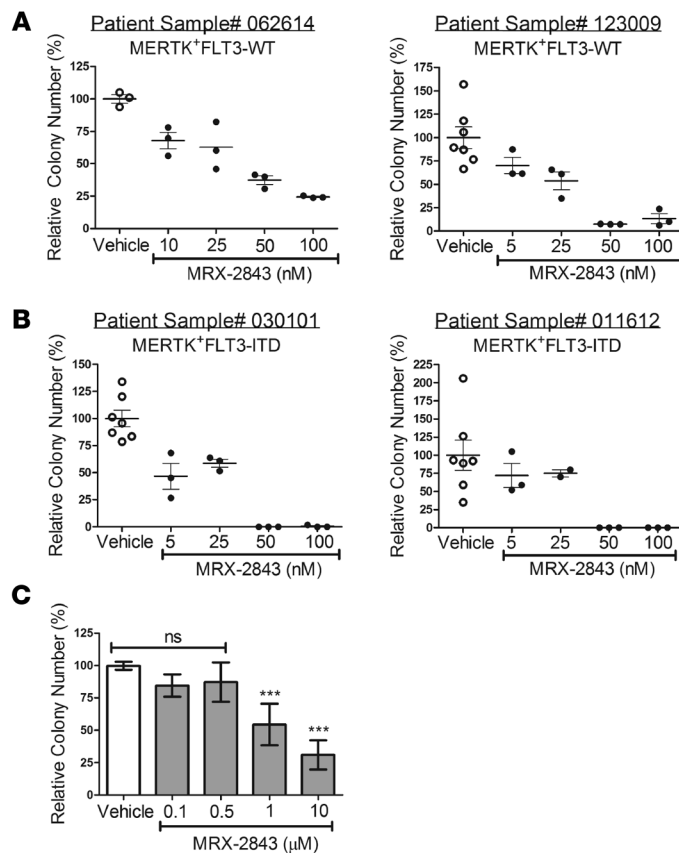 A
Patient Sample# 062614
MERTK⁺FLT3-WT
Relative Colony Number (%)
125
100
75
50
25
0
Vehicle 10 25 50 100
MRX-2843 (nM)
Patient Sample# 123009
MERTK⁺FLT3-WT
Relative Colony Number (%)
175
150
125
100
75
50
25
0
Vehicle 5 25 50 100
MRX-2843 (nM)
B
Patient Sample# 030101
MERTK⁺FLT3-ITD
Relative Colony Number (%)
150
125
100
75
50
25
0
Vehicle 5 25 50 100
MRX-2843 (nM)
Patient Sample# 011612
MERTK⁺FLT3-ITD
Relative Colony Number (%)
225
200
175
150
125
100
75
50
25
0
Vehicle 5 25 50 100
MRX-2843 (nM)
C
Relative Colony Number (%)
125
100
75
50
25
0
ns
***
***
Vehicle 0.1 0.5 1 10
MRX-2843 (μM)